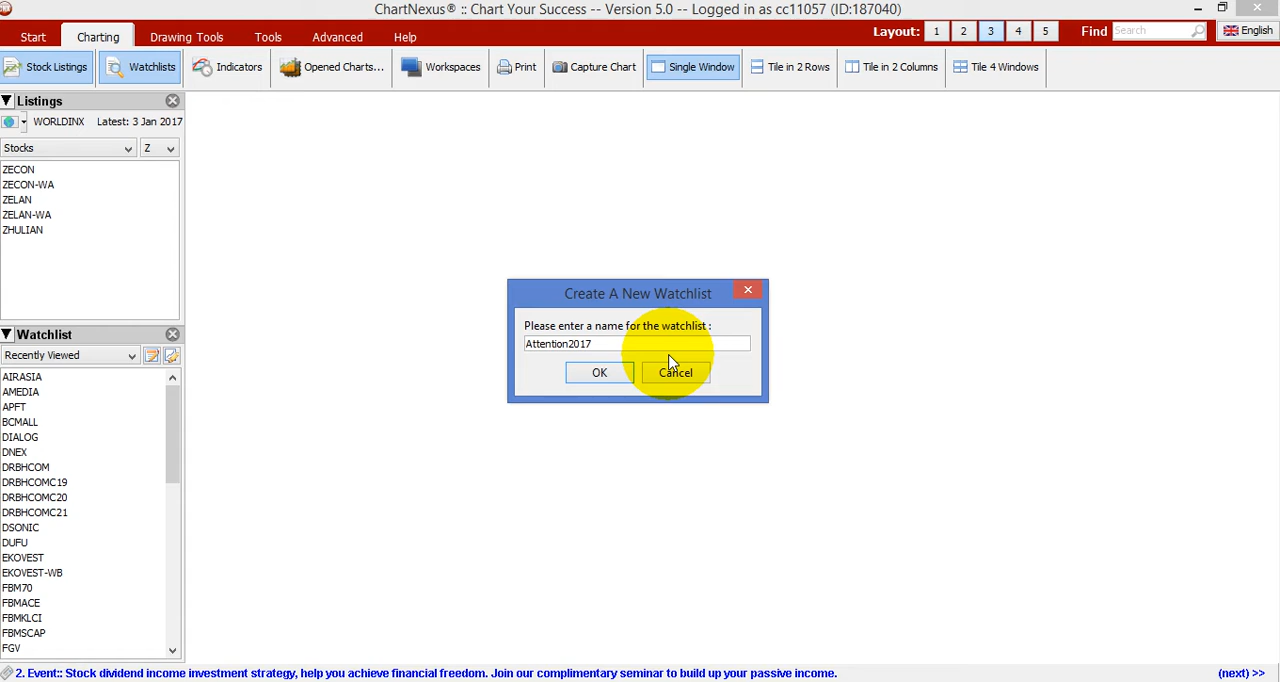 ChartNexus® :: Chart Your Success -- Version 5.0 -- Logged in as cc11057 (ID:187040)
Start Charting Drawing Tools Tools Advanced Help Layout: 1 2 3 4 5 Find Search English
Stock Listings Watchlists Indicators Opened Charts... Workspaces Print Capture Chart Single Window Tile in 2 Rows Tile in 2 Columns Tile 4 Windows
Listings
WORLDINX Latest: 3 Jan 2017
Stocks Z
ZECON
ZECON-WA
ZELAN
ZELAN-WA
ZHULIAN
Watchlist
Recently Viewed
AIRASIA
AMEDIA
APFT
BCMALL
DIALOG
DNEX
DRBHCOM
DRBHCOMC19
DRBHCOMC20
DRBHCOMC21
DSONIC
DUFU
EKOVEST
EKOVEST-WB
FBM70
FBMACE
FBMKLCI
FBMSCAP
FGV
Create A New Watchlist
Please enter a name for the watchlist :
Attention2017
OK Cancel
2. Event:: Stock dividend income investment strategy, help you achieve financial freedom. Join our complimentary seminar to build up your passive income. (next) >>